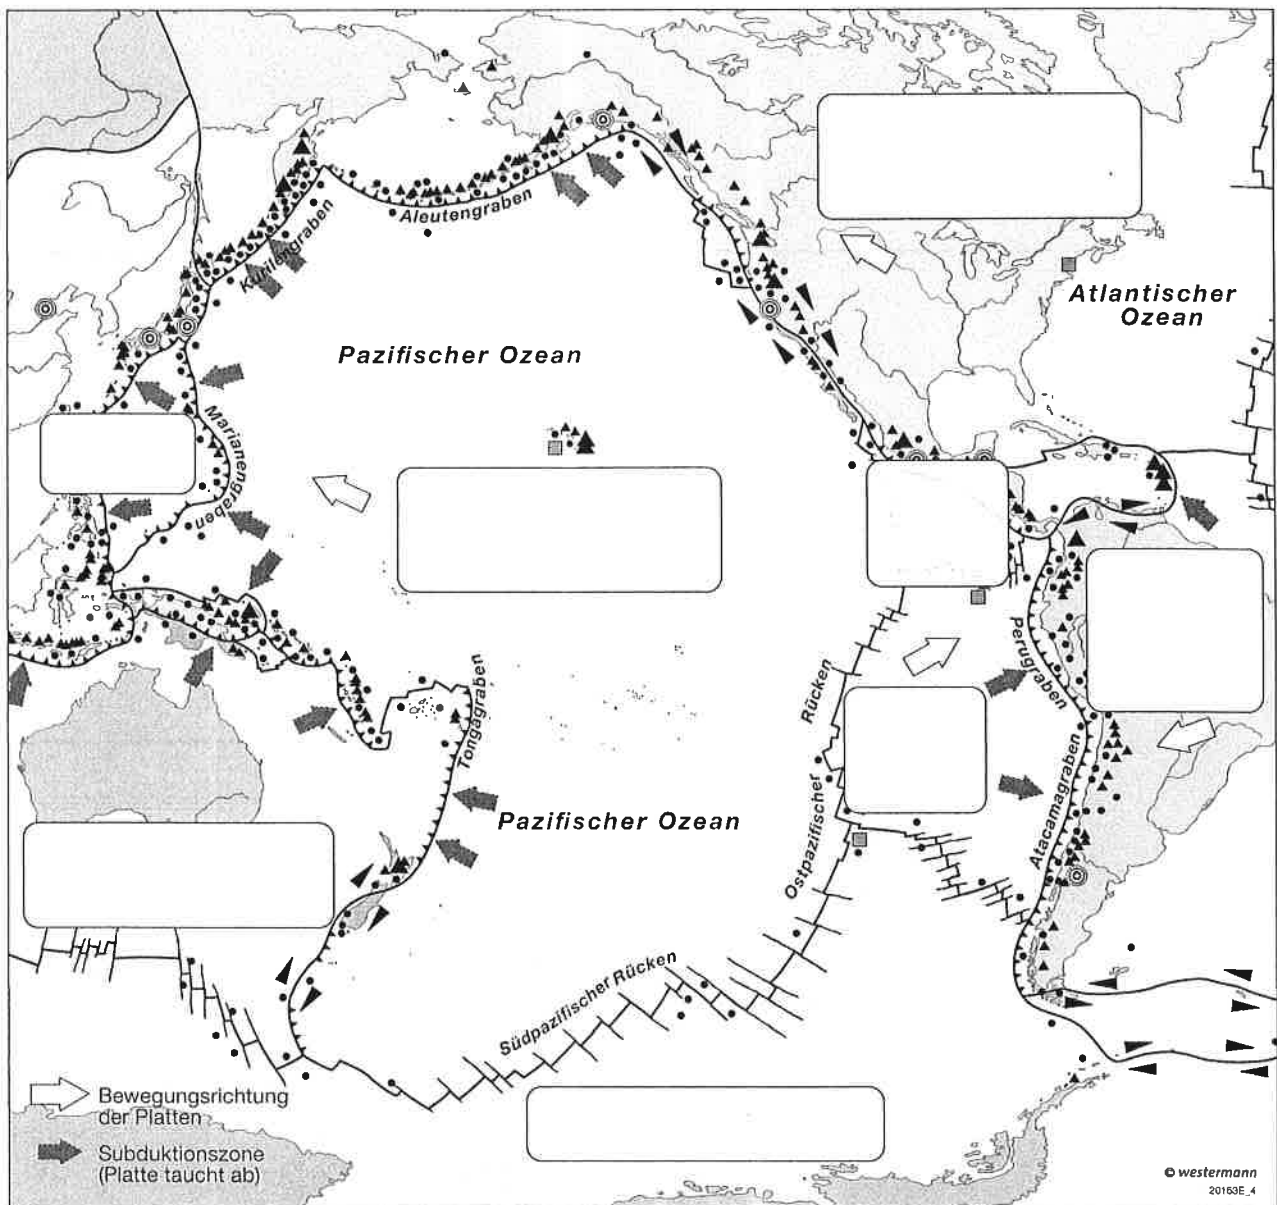 Aleutengraben
Kurilengraben
Atlantischer
Ozean
Pazifischer Ozean
Marianengraben
Perugraben
Rücken
Tongagraben
Atacamagraben
Pazifischer Ozean
Ostpazifischer
Südpazifischer Rücken
Bewegungsrichtung
der Platten
Subduktionszone
(Platte taucht ab)
© westermann
20163E_4